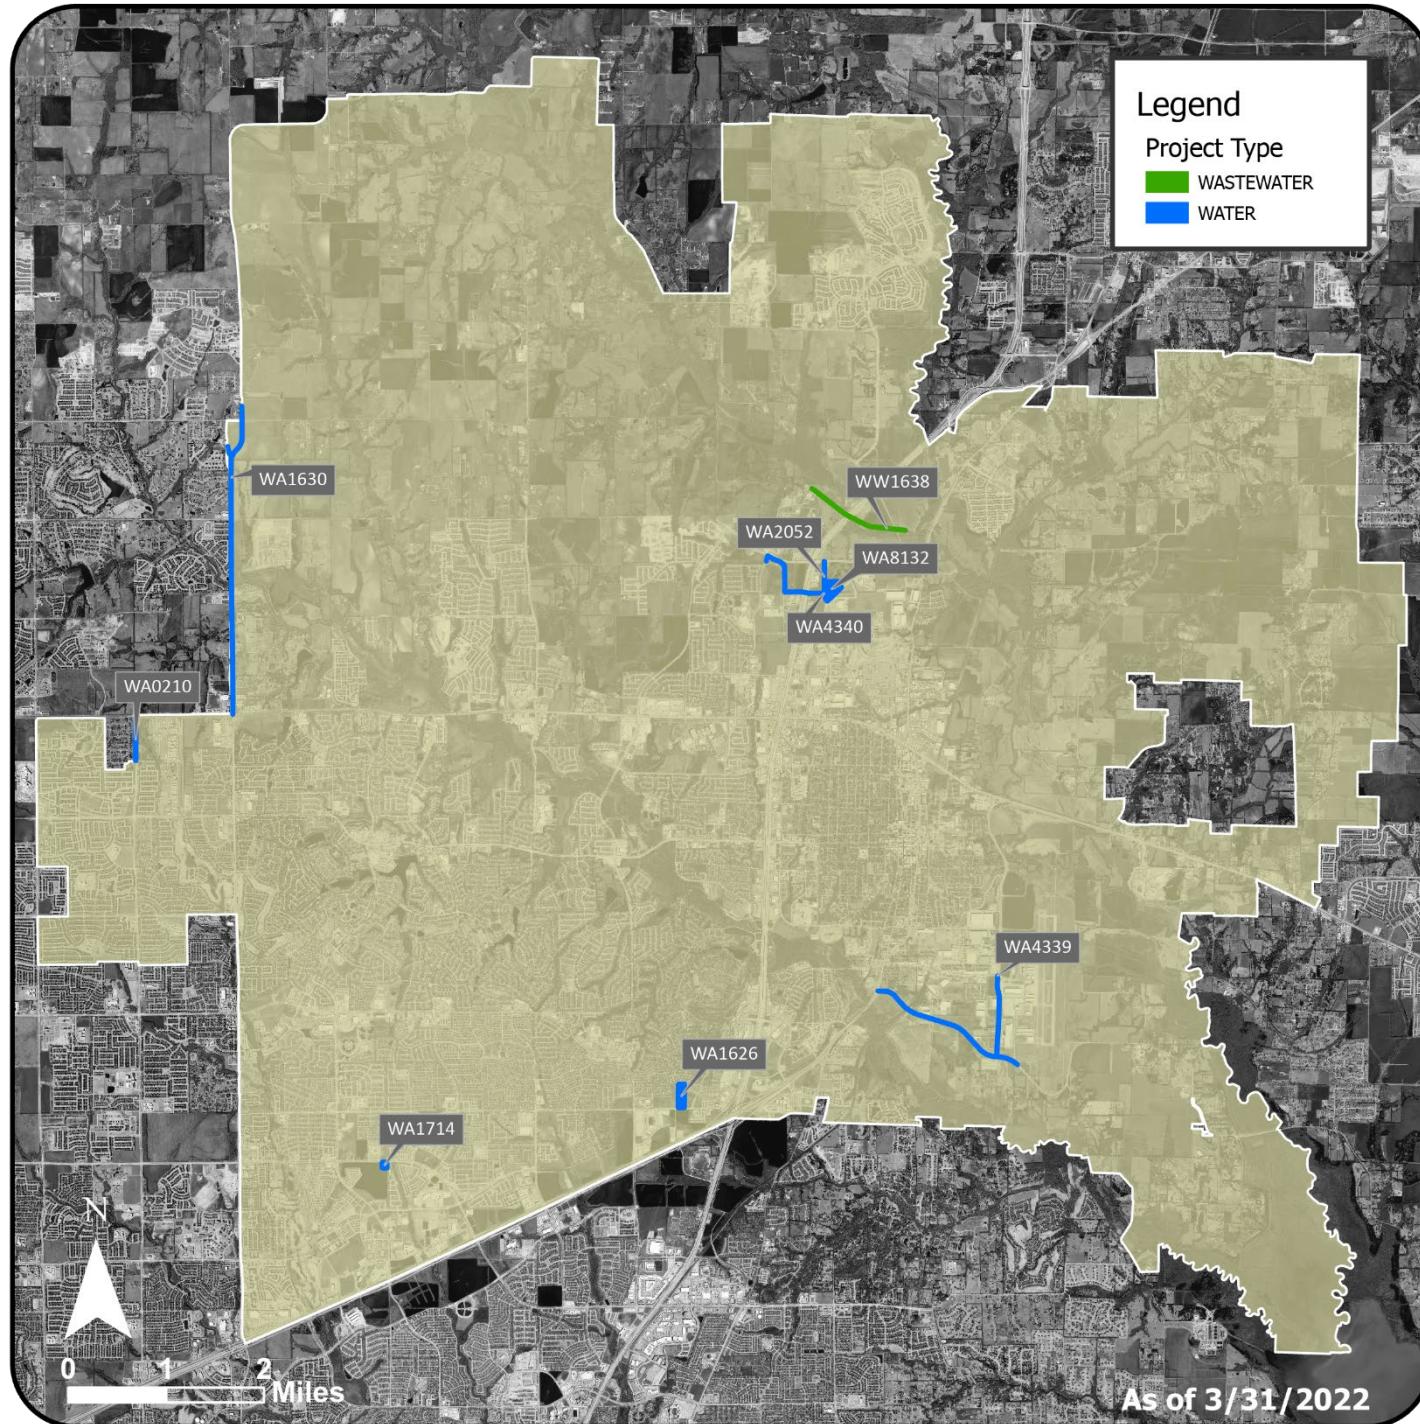 Legend
Project Type
WASTEWATER
WATER
WA1630
WW1638
WA2052
WA8132
WA4340
WA0210
WA4339
WA1626
WA1714
N
0 1 2
Miles
As of 3/31/2022